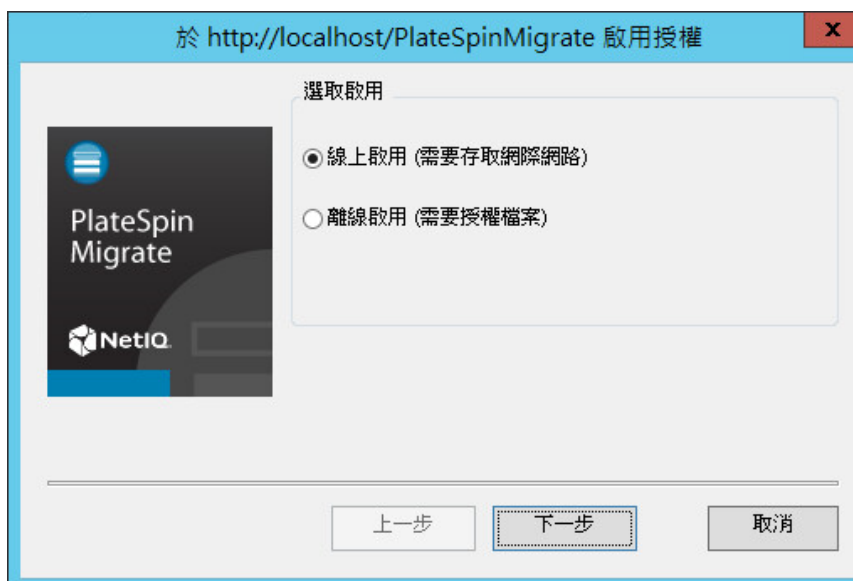 於 http://localhost/PlateSpinMigrate 啟用授權
x
選取啟用
線上啟用 (需要存取網際網路)
離線啟用 (需要授權檔案)
PlateSpin
Migrate
NetIQ
上一步
下一步
取消